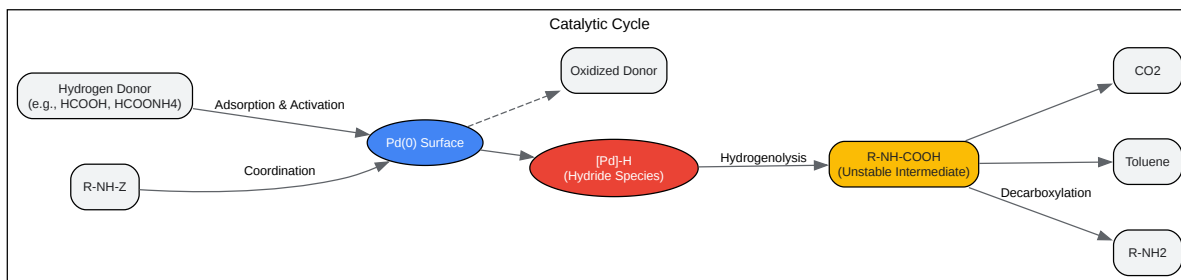 Catalytic Cycle
Hydrogen Donor
(e.g., HCOOH, HCOONH4)
Adsorption & Activation
Oxidized Donor
CO2
Pd(0) Surface
R-NH-Z
Coordination
[Pd]-H
(Hydride Species)
Hydrogenolysis
R-NH-COOH
(Unstable Intermediate)
Toluene
Decarboxylation
R-NH2